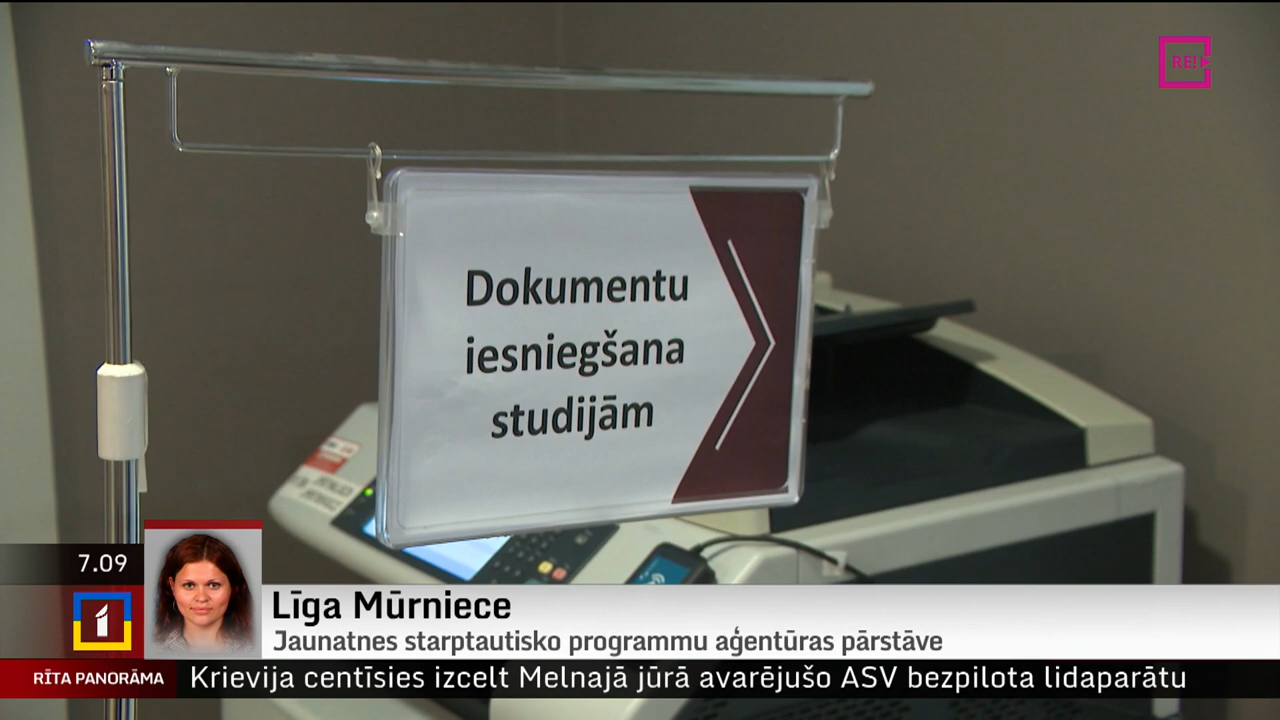 RE!
Dokumentu
iesniegšana
studijām
7.09
1
Līga Mūrniece
Jaunatnes starptautisko programmu aģentūras pārstāve
RĪTA PANORĀMA
Krievija centīsies izcelt Melnajā jūrā avarējušo ASV bezpilota lidaparātu